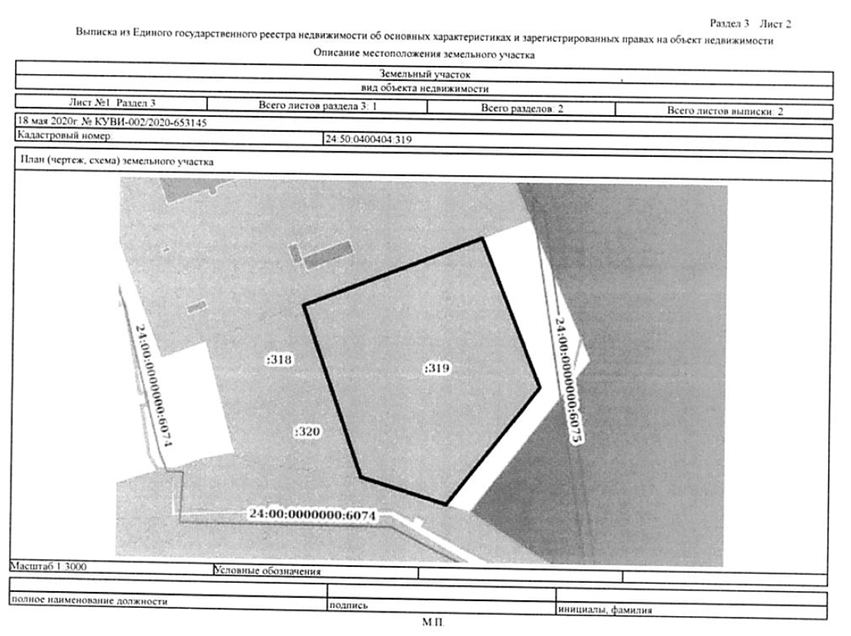 Раздел 3 Лист 2
Выписка из Единого государственного реестра недвижимости об основных характеристиках и зарегистрированных правах на объект недвижимости
Описание местоположения земельного участка
Земельный участок
вид объекта недвижимости
Лист №1 Раздел 3 Всего листов раздела 3: 1 Всего разделов: 2 Всего листов выписки: 2
18 мая 2020г. № КУВИ-002/2020-653145
Кадастровый номер: 24:50:0400404:319
План (чертеж, схема) земельного участка
24:00:0000000:6074
:318
:319
24:00:0000000:6075
:320
24:00:0000000:6074
Масштаб 1:3000 Условные обозначения
полное наименование должности подпись инициалы, фамилия
М.П.